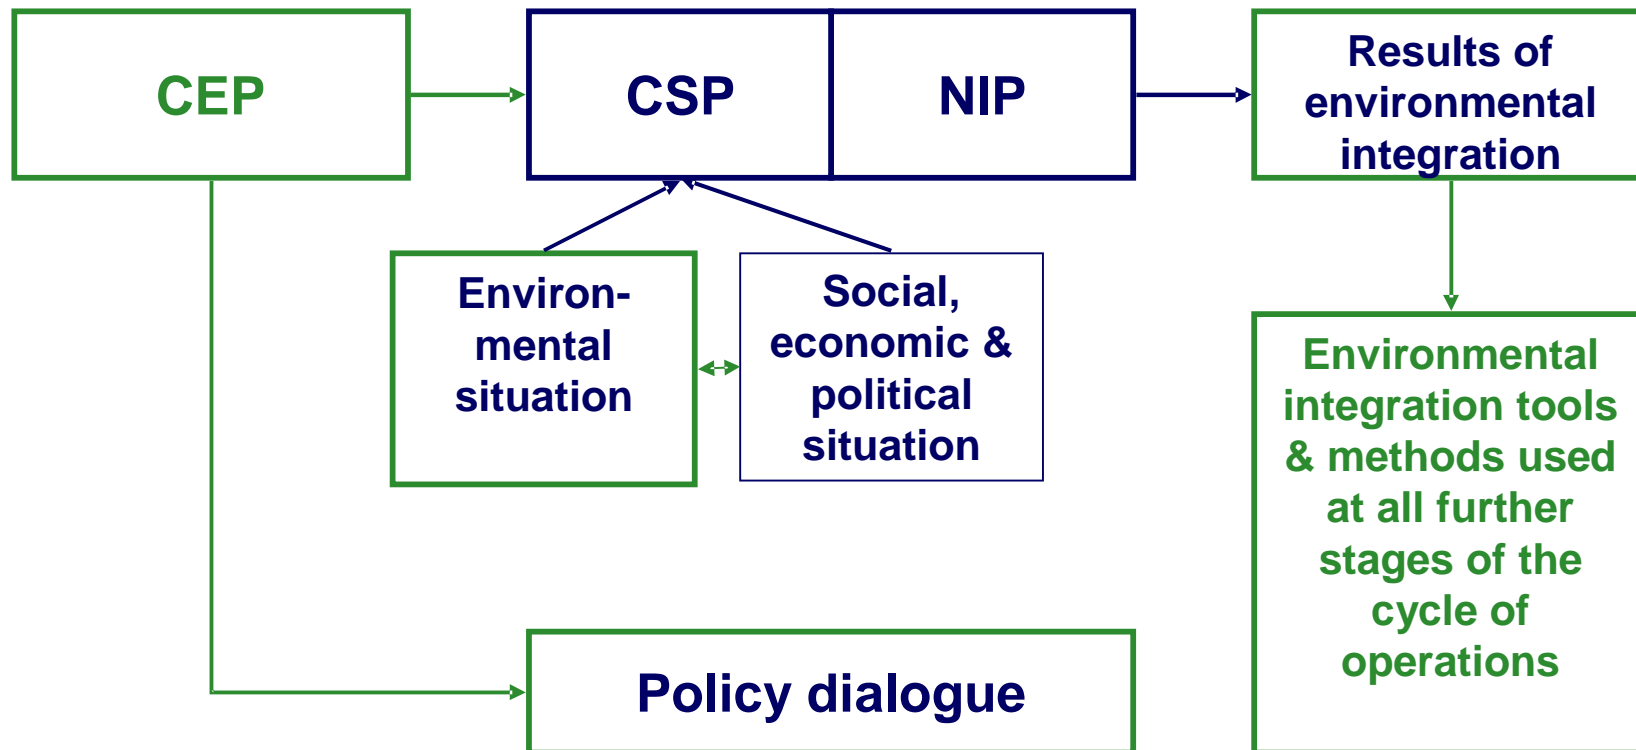 CEP
CSP
NIP
Results of
environmental
integration
Environ-
mental
situation
Social,
economic &
political
situation
Environmental
integration tools
& methods used
at all further
stages of the
cycle of
operations
Policy dialogue